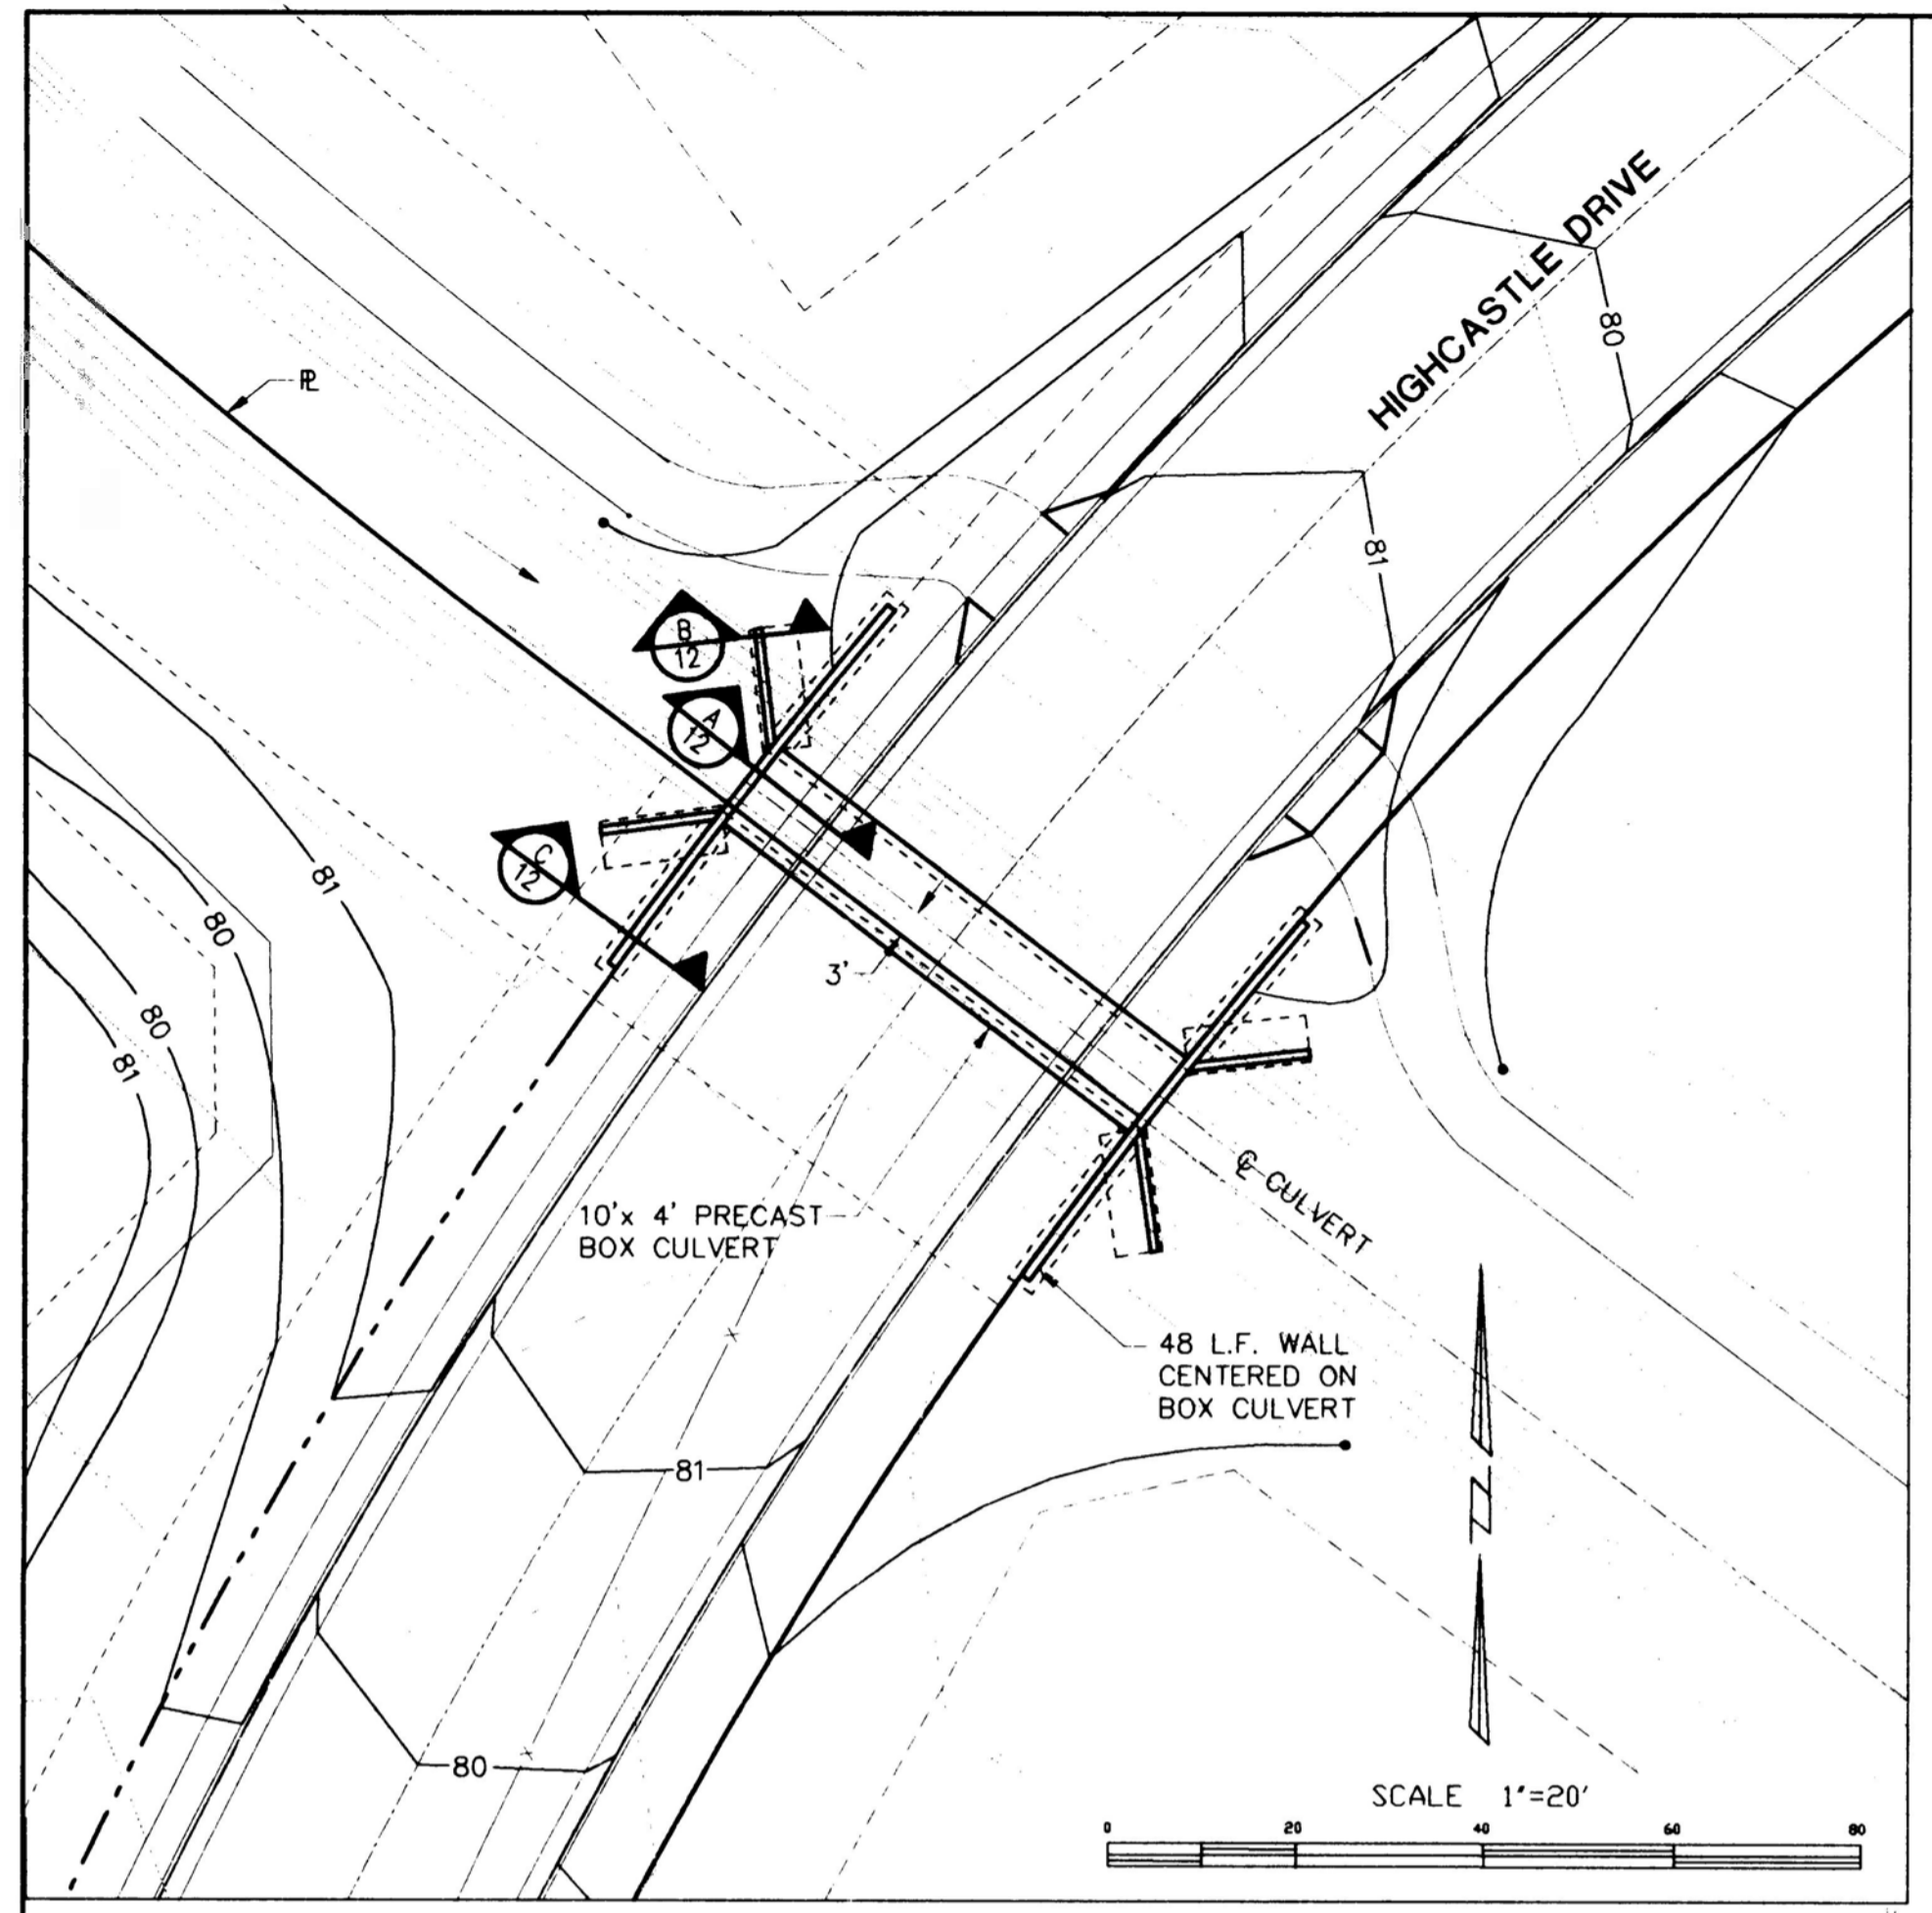 HIGHCASTLE DRIVE
80
PL
81
B
12
A
12
C
12
81
80
80
81
3'
CL CULVERT
10'x 4' PRECAST
BOX CULVERT
48 L.F. WALL
CENTERED ON
BOX CULVERT
81
80
N
SCALE 1"=20'
0 20 40 60 80